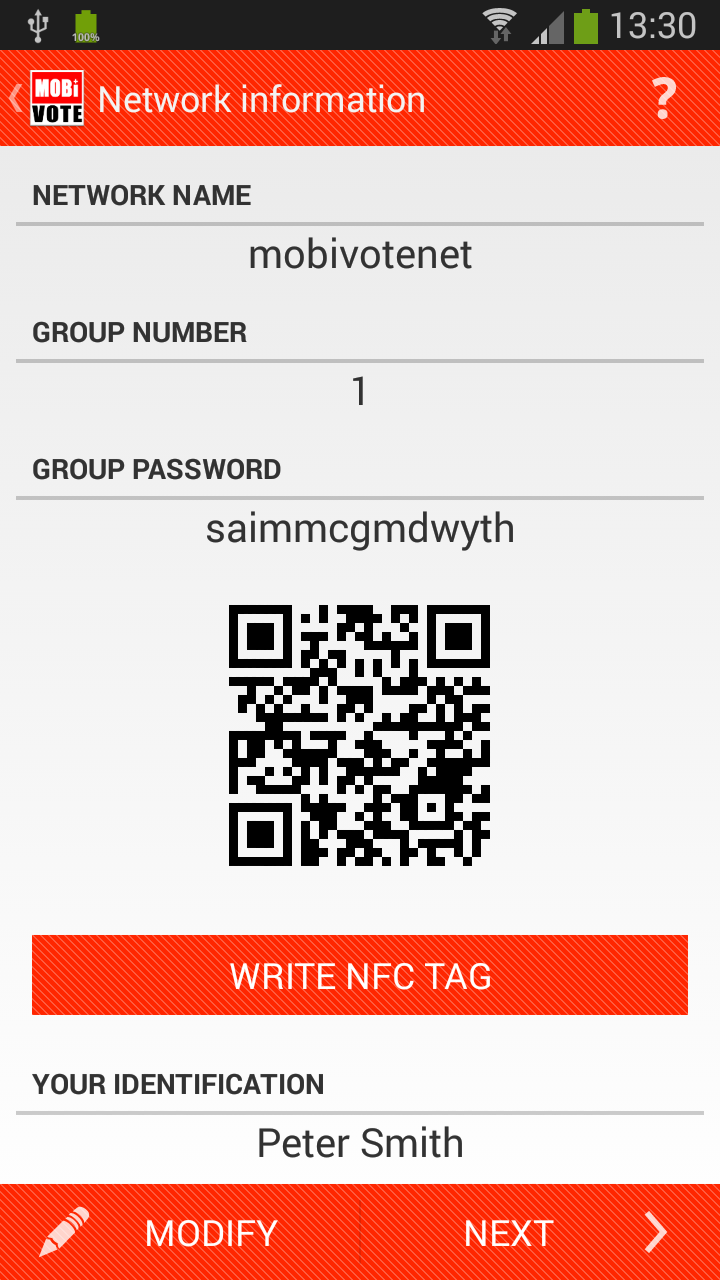 100%
13:30
MOBi
VOTE
Network information
?
NETWORK NAME
mobivotenet
GROUP NUMBER
1
GROUP PASSWORD
saimmcgmdwyth
WRITE NFC TAG
YOUR IDENTIFICATION
Peter Smith
MODIFY
NEXT